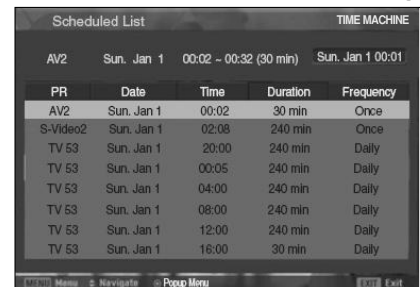 Scheduled List TIME MACHINE
AV2 Sun. Jan 1 00:02 ~ 00:32 (30 min) Sun. Jan 1 00:01
PR Date Time Duration Frequency
AV2 Sun. Jan 1 00:02 30 min Once
S-Video2 Sun. Jan 1 02:08 240 min Once
TV 53 Sun. Jan 1 20:00 240 min Daily
TV 53 Sun. Jan 1 00:05 240 min Daily
TV 53 Sun. Jan 1 04:00 240 min Daily
TV 53 Sun. Jan 1 08:00 240 min Daily
TV 53 Sun. Jan 1 12:00 240 min Daily
TV 53 Sun. Jan 1 16:00 30 min Daily
MENU Menu Navigate Popup Menu EXIT Exit